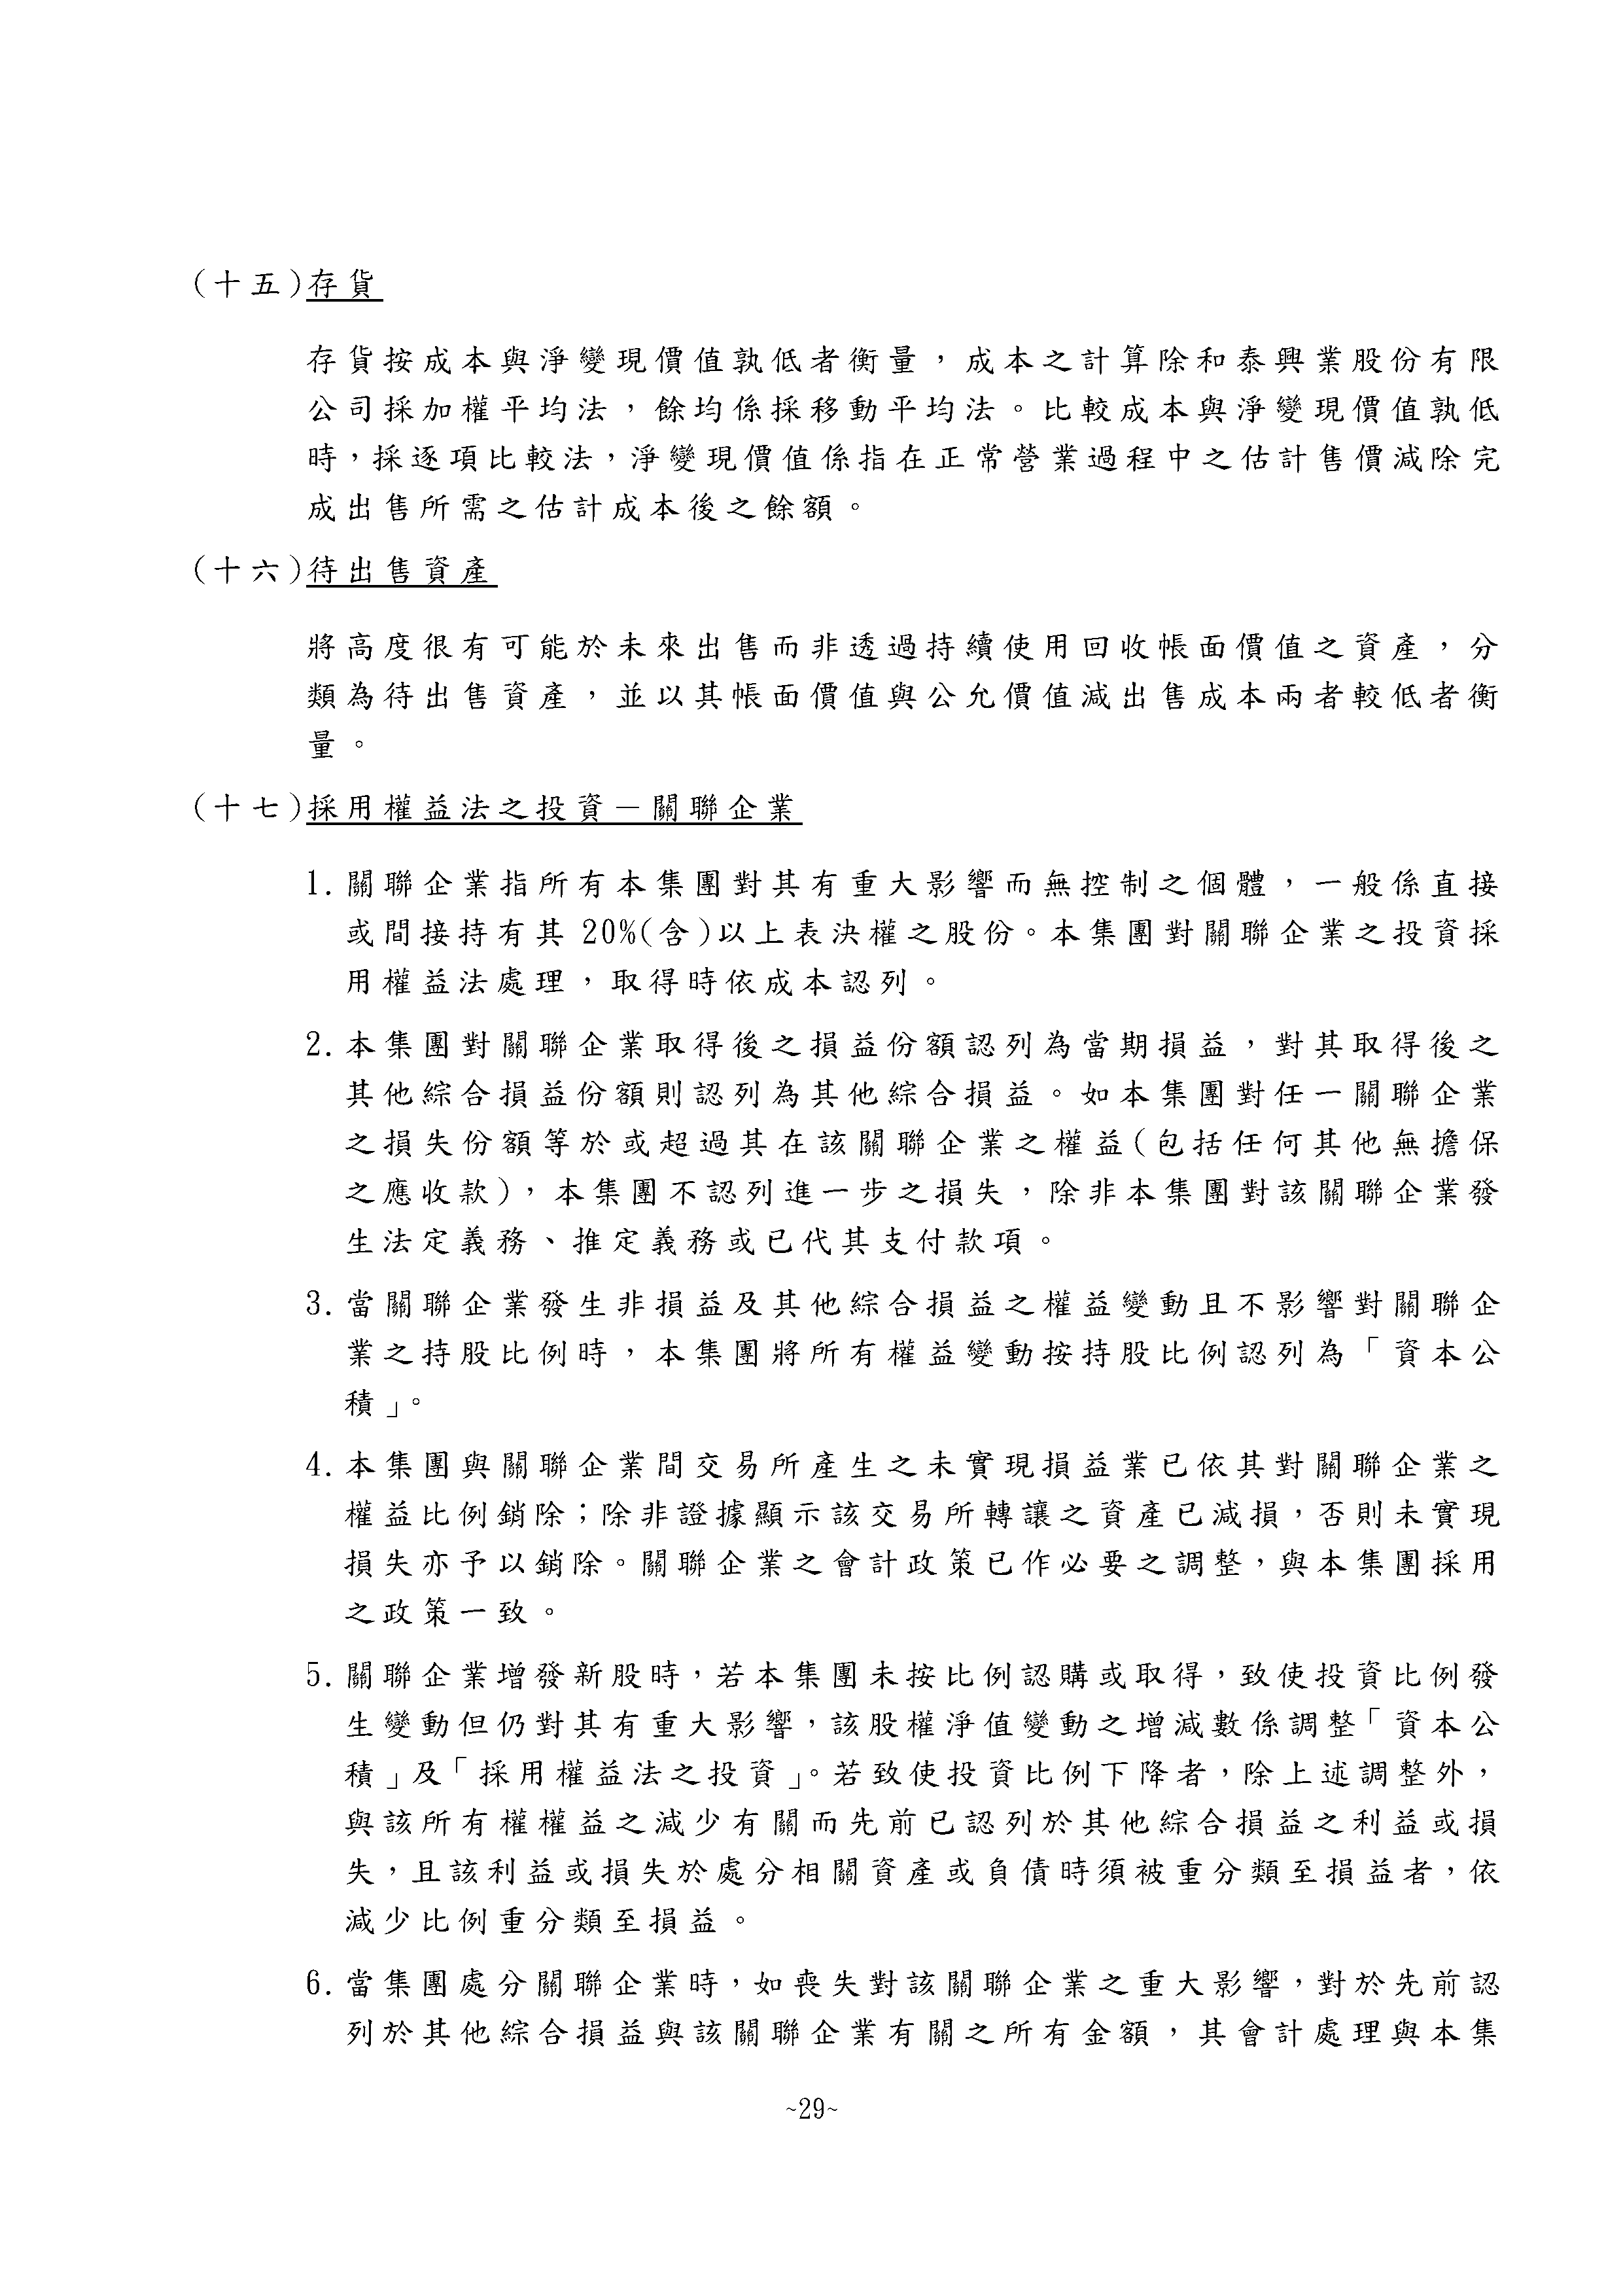 (十五)存貨
存貨按成本與淨變現價值孰低者衡量，成本之計算除和泰興業股份有限
公司採加權平均法，餘均係採移動平均法。比較成本與淨變現價值孰低
時，採逐項比較法，淨變現價值係指在正常營業過程中之估計售價減除完
成出售所需之估計成本後之餘額。
(十六)待出售資產
將高度很有可能於未來出售而非透過持續使用回收帳面價值之資產，分
類為待出售資產，並以其帳面價值與公允價值減出售成本兩者較低者衡
量。
(十七)採用權益法之投資－關聯企業
1.關聯企業指所有本集團對其有重大影響而無控制之個體，一般係直接
或間接持有其 20%(含)以上表決權之股份。本集團對關聯企業之投資採
用權益法處理，取得時依成本認列。
2.本集團對關聯企業取得後之損益份額認列為當期損益，對其取得後之
其他綜合損益份額則認列為其他綜合損益。如本集團對任一關聯企業
之損失份額等於或超過其在該關聯企業之權益(包括任何其他無擔保
之應收款)，本集團不認列進一步之損失，除非本集團對該關聯企業發
生法定義務、推定義務或已代其支付款項。
3.當關聯企業發生非損益及其他綜合損益之權益變動且不影響對關聯企
業之持股比例時，本集團將所有權益變動按持股比例認列為「資本公
積」。
4.本集團與關聯企業間交易所產生之未實現損益業已依其對關聯企業之
權益比例銷除；除非證據顯示該交易所轉讓之資產已減損，否則未實現
損失亦予以銷除。關聯企業之會計政策已作必要之調整，與本集團採用
之政策一致。
5.關聯企業增發新股時，若本集團未按比例認購或取得，致使投資比例發
生變動但仍對其有重大影響，該股權淨值變動之增減數係調整「資本公
積」及「採用權益法之投資」。若致使投資比例下降者，除上述調整外，
與該所有權權益之減少有關而先前已認列於其他綜合損益之利益或損
失，且該利益或損失於處分相關資產或負債時須被重分類至損益者，依
減少比例重分類至損益。
6.當集團處分關聯企業時，如喪失對該關聯企業之重大影響，對於先前認
列於其他綜合損益與該關聯企業有關之所有金額，其會計處理與本集
~29~